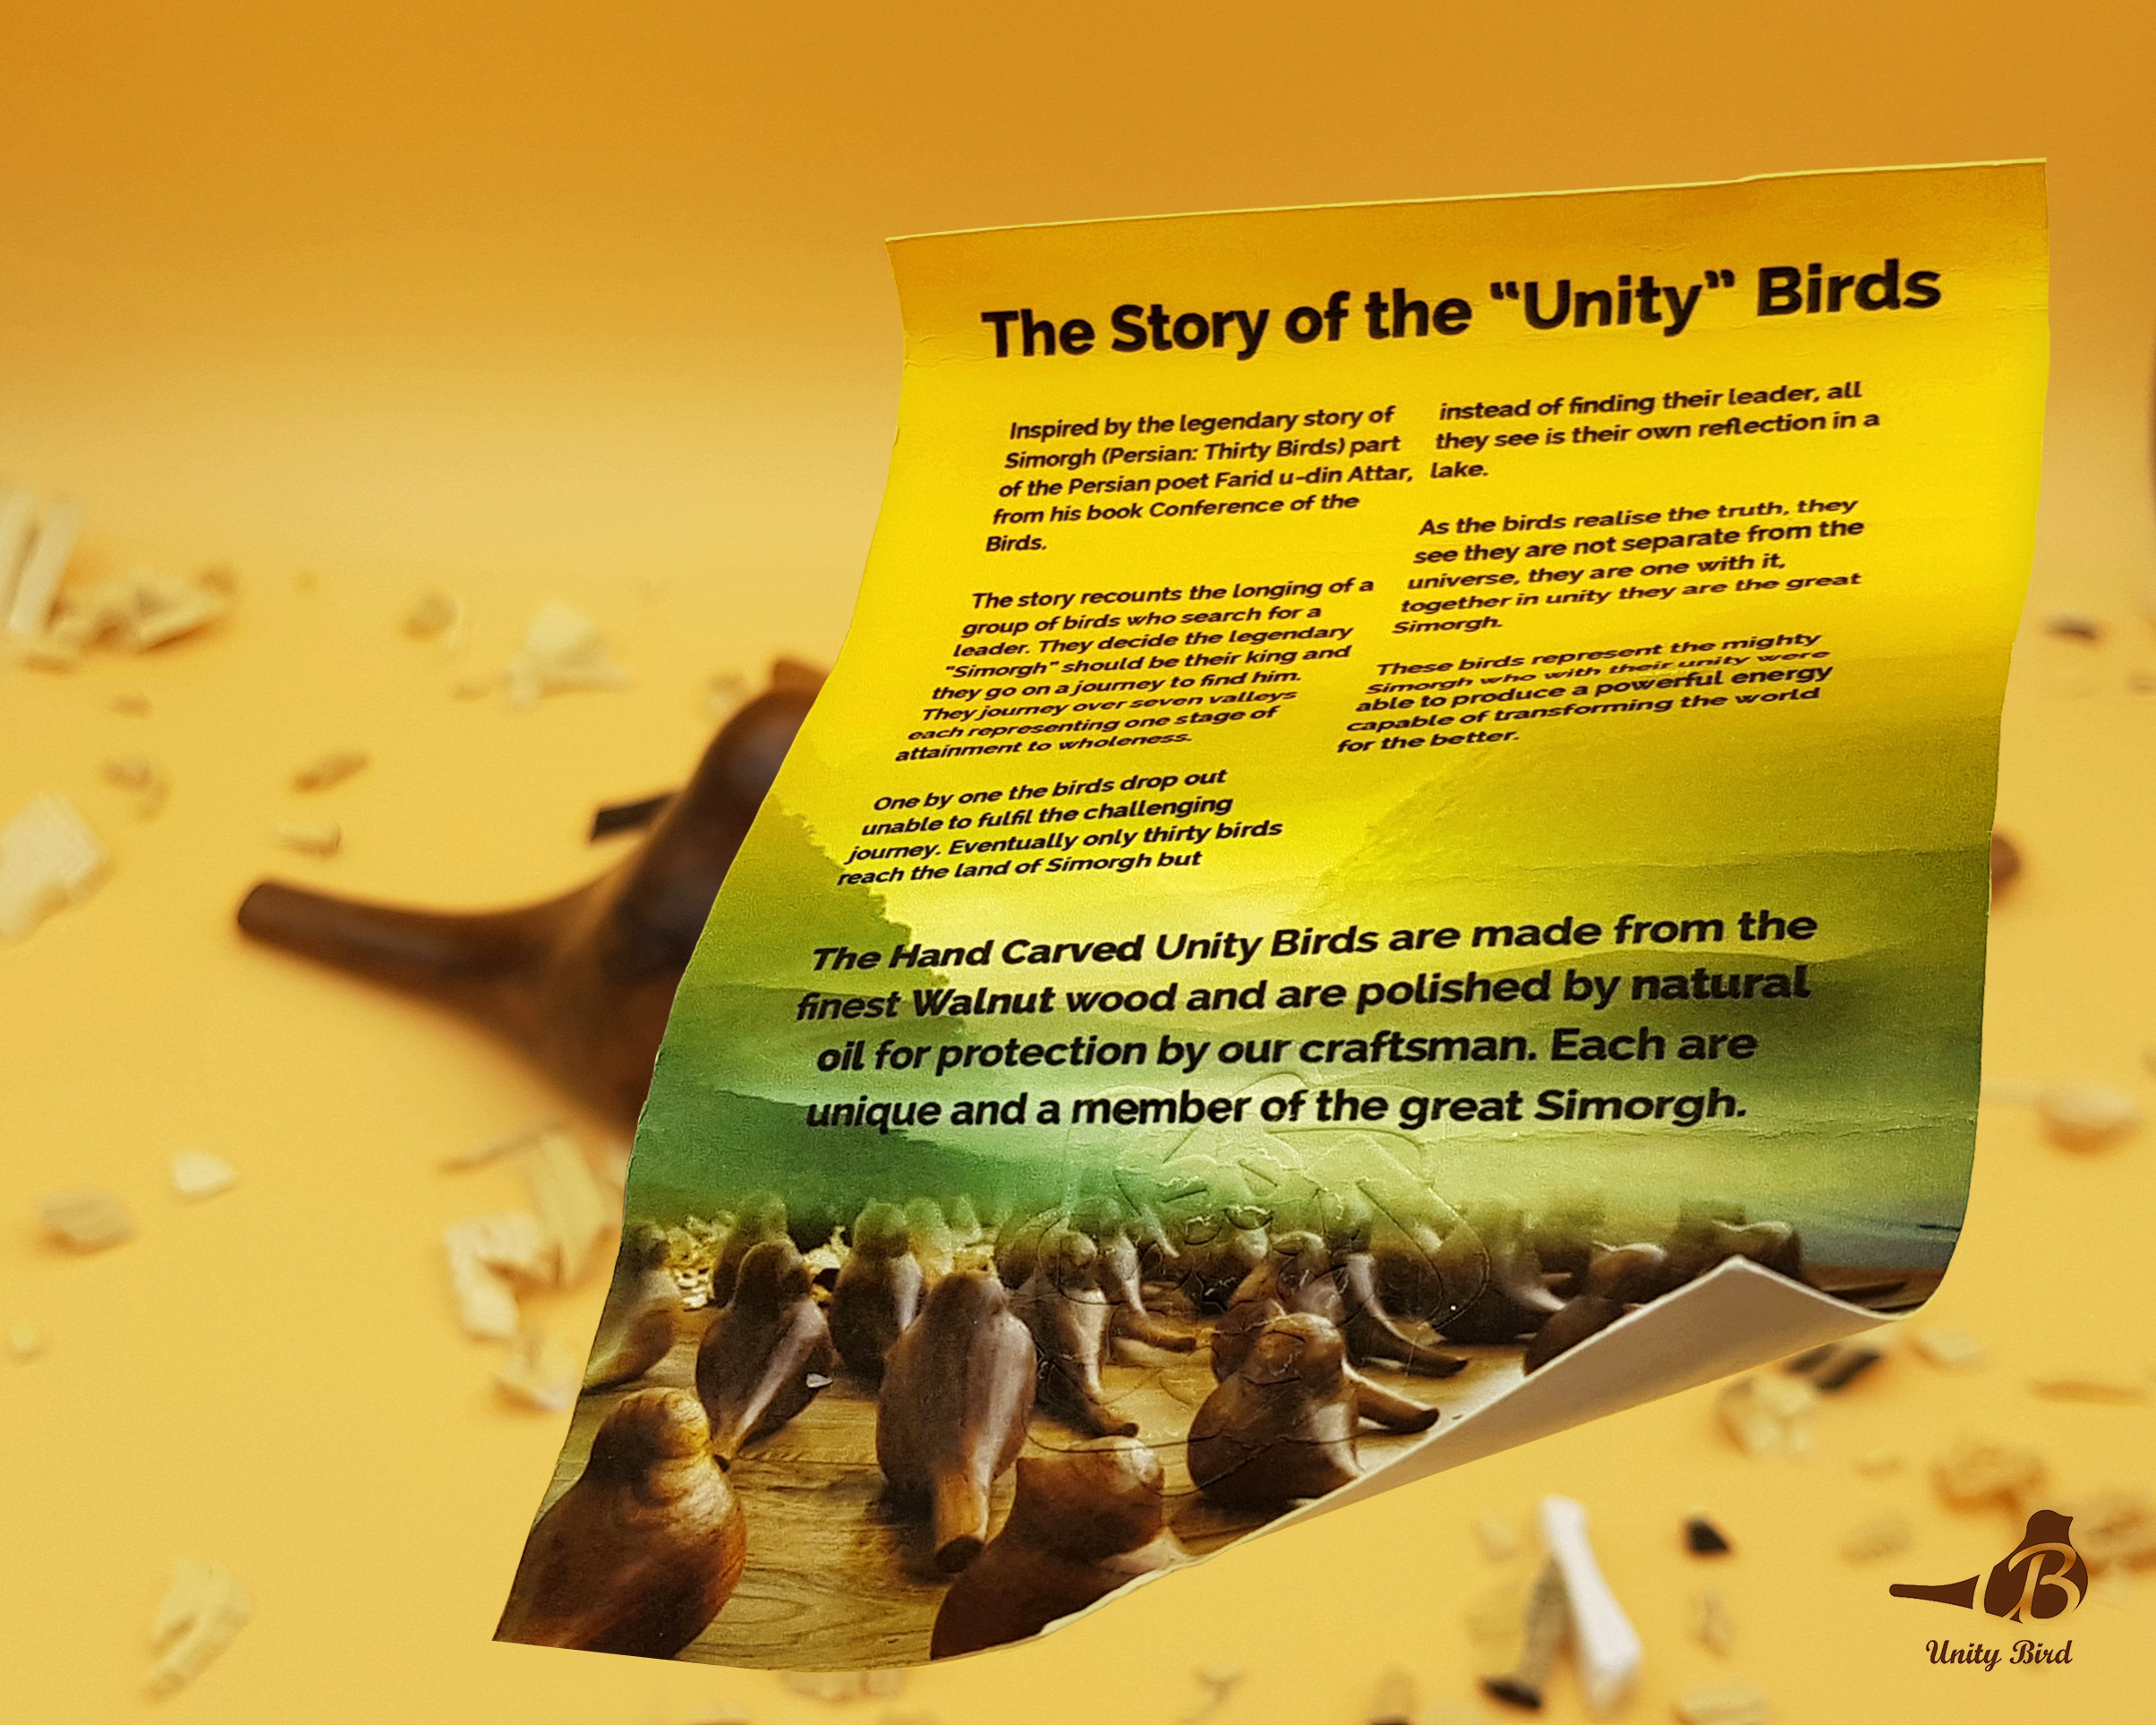 The Story of the “Unity” Birds
Inspired by the legendary story of
Simorgh (Persian: Thirty Birds) part
of the Persian poet Farid u-din Attar,
from his book Conference of the
Birds.
The story recounts the longing of a
group of birds who search for a
leader. They decide the legendary
"Simorgh" should be their king and
they go on a journey to find him.
They journey over seven valleys
each representing one stage of
attainment to wholeness.
One by one the birds drop out
unable to fulfil the challenging
journey. Eventually only thirty birds
reach the land of Simorgh but
instead of finding their leader, all
they see is their own reflection in a
lake.
As the birds realise the truth, they
see they are not separate from the
universe, they are one with it,
together in unity they are the great
Simorgh.
These birds represent the mighty
Simorgh who with their unity were
able to produce a powerful energy
capable of transforming the world
for the better.
The Hand Carved Unity Birds are made from the
finest Walnut wood and are polished by natural
oil for protection by our craftsman. Each are
unique and a member of the great Simorgh.
B
Unity Bird